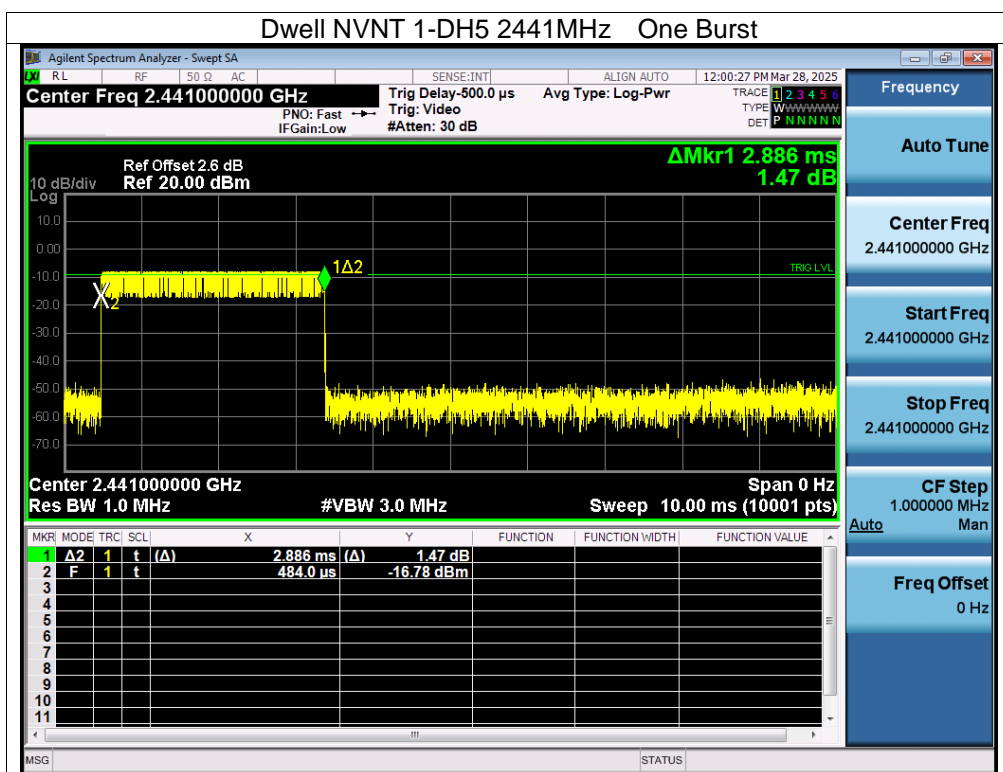 Dwell NVNT 1-DH5 2441MHz One Burst
Agilent Spectrum Analyzer - Swept SA
LXI RL RF 50 Ω AC SENSE:INT ALIGN AUTO 12:00:27 PM Mar 28, 2025
Center Freq 2.441000000 GHz Trig Delay-500.0 µs Avg Type: Log-Pwr TRACE 1 2 3 4 5 6
PNO: Fast Trig: Video TYPE WWWWWW
IFGain:Low #Atten: 30 dB DET P N N N N N
ΔMkr1 2.886 ms
Ref Offset 2.6 dB
10 dB/div Ref 20.00 dBm 1.47 dB
Log
10.0
0.00
-10.0
-20.0
-30.0
-40.0
-50.0
-60.0
-70.0
1Δ2
TRIG LVL
X2
Center 2.441000000 GHz Span 0 Hz
Res BW 1.0 MHz #VBW 3.0 MHz Sweep 10.00 ms (10001 pts)
MKR MODE TRC SCL X Y FUNCTION FUNCTION WIDTH FUNCTION VALUE
1 Δ2 1 t (Δ) 2.886 ms (Δ) 1.47 dB
2 F 1 t 484.0 µs -16.78 dBm
3
4
5
6
7
8
9
10
11
MSG STATUS
Frequency
Auto Tune
Center Freq
2.441000000 GHz
Start Freq
2.441000000 GHz
Stop Freq
2.441000000 GHz
CF Step
1.000000 MHz
Auto Man
Freq Offset
0 Hz